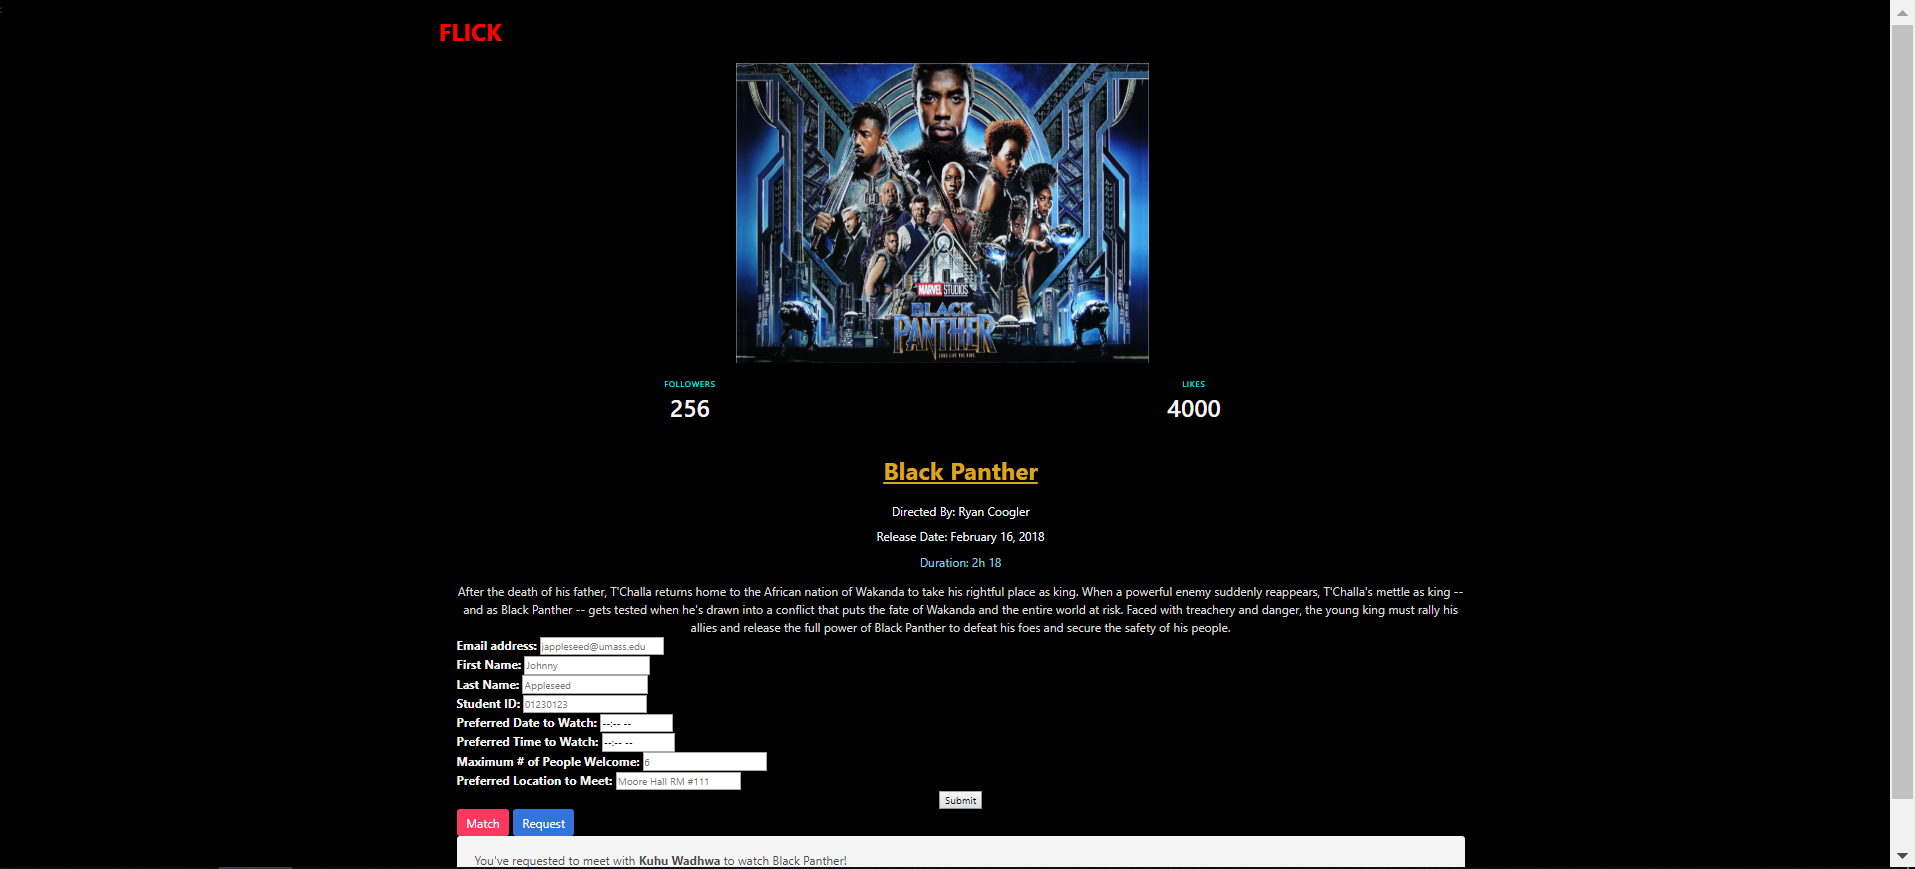 FLICK
MARVEL STUDIOS
BLACK
PANTHER
LONG LIVE THE KING
FOLLOWERS
256
LIKES
4000
Black Panther
Directed By: Ryan Coogler
Release Date: February 16, 2018
Duration: 2h 18
After the death of his father, T'Challa returns home to the African nation of Wakanda to take his rightful place as king. When a powerful enemy suddenly reappears, T'Challa's mettle as king --
and as Black Panther -- gets tested when he's drawn into a conflict that puts the fate of Wakanda and the entire world at risk. Faced with treachery and danger, the young king must rally his
allies and release the full power of Black Panther to defeat his foes and secure the safety of his people.
Email address: jappleseed@umass.edu
First Name: Johnny
Last Name: Appleseed
Student ID: 01230123
Preferred Date to Watch: --:-- --
Preferred Time to Watch: --:-- --
Maximum # of People Welcome: 6
Preferred Location to Meet: Moore Hall RM #111
Submit
Match Request
You've requested to meet with Kuhu Wadhwa to watch Black Panther!